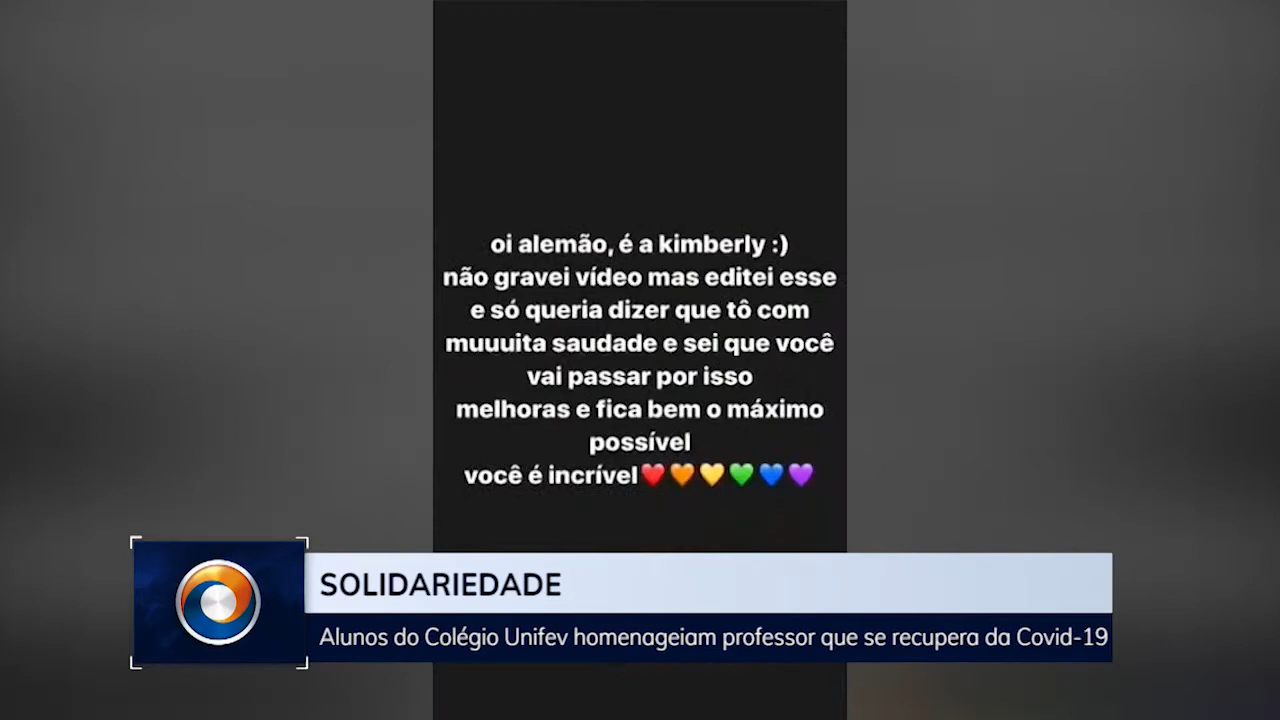 oi alemão, é a kimberly :)
não gravei vídeo mas editei esse
e só queria dizer que tô com
muuuita saudade e sei que você
vai passar por isso
melhoras e fica bem o máximo
possível
você é incrível❤️🧡💛💚💙💜
SOLIDARIEDADE
Alunos do Colégio Unifev homenageiam professor que se recupera da Covid-19